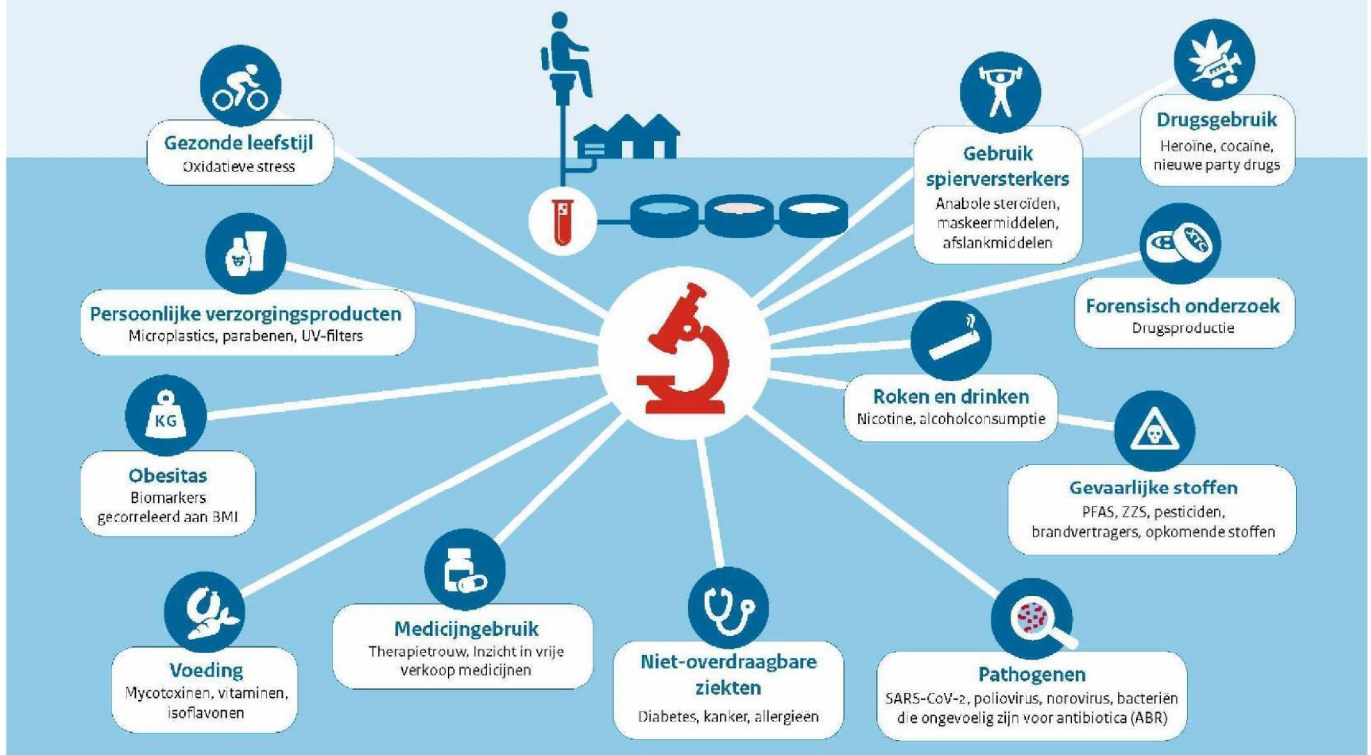 Gezonde leefstijl
Oxidatieve stress
Gebruik
spierversterkers
Anabole steroïden,
maskeermiddelen,
afslankmiddelen
Drugsgebruik
Heroïne, cocaïne,
nieuwe party drugs
Persoonlijke verzorgingsproducten
Microplastics, parabenen, UV-filters
XTC
Forensisch onderzoek
Drugsproductie
KG
Obesitas
Biomarkers
gecorreleerd aan BMI
Roken en drinken
Nicotine, alcoholconsumptie
Gevaarlijke stoffen
PFAS, ZZS, pesticiden,
brandvertragers, opkomende stoffen
Voeding
Mycotoxinen, vitaminen,
isoflavonen
Medicijngebruik
Therapietrouw, Inzicht in vrije
verkoop medicijnen
Niet-overdraagbare
ziekten
Diabetes, kanker, allergieën
Pathogenen
SARS-CoV-2, poliovirus, norovirus, bacteriën
die ongevoelig zijn voor antibiotica (ABR)